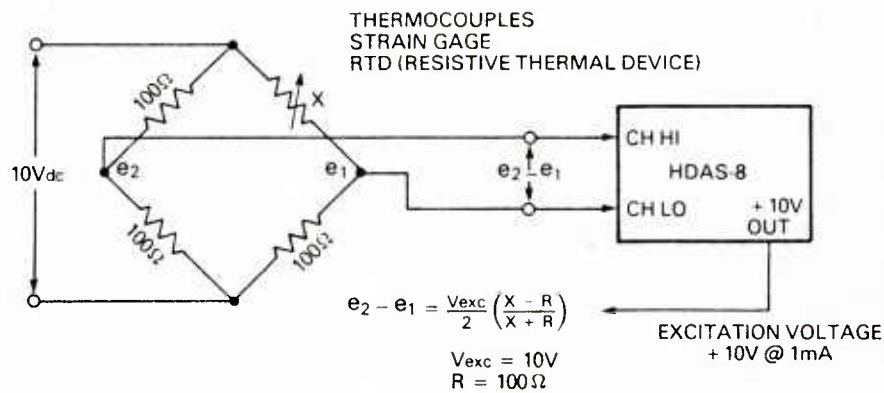 THERMOCOUPLES
STRAIN GAGE
RTD (RESISTIVE THERMAL DEVICE)
100Ω
X
10Vdc
e2
e1
e2 - e1
CH HI
HDAS-8
CH LO
+ 10V
OUT
100Ω
100Ω
e2 - e1 = Vexc/2 (X - R/X + R)
EXCITATION VOLTAGE
+ 10V @ 1mA
Vexc = 10V
R = 100Ω